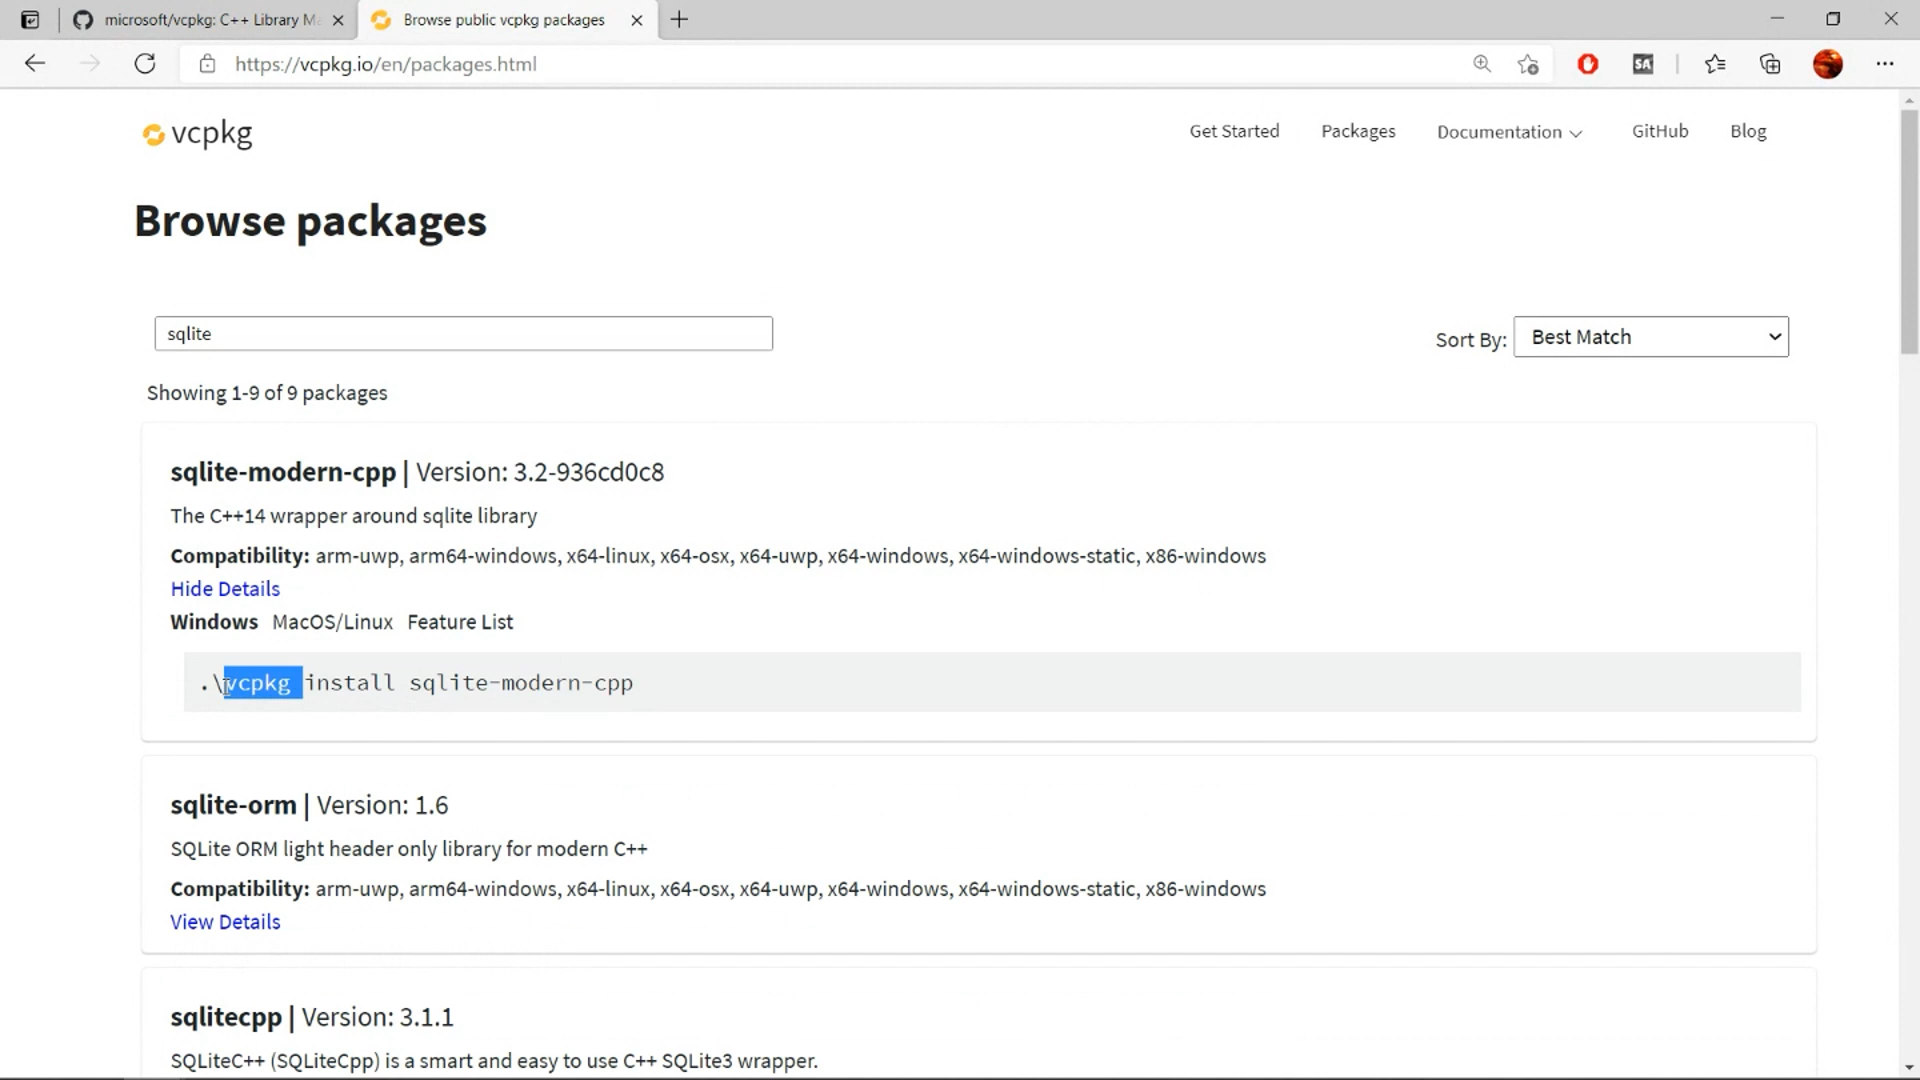 microsoft/vcpkg: C++ Library Ma
Browse public vcpkg packages
https://vcpkg.io/en/packages.html
SA
vcpkg
Get Started
Packages
Documentation
GitHub
Blog
Browse packages
sqlite
Sort By:
Best Match
Showing 1-9 of 9 packages
sqlite-modern-cpp | Version: 3.2-936cd0c8
The C++14 wrapper around sqlite library
Compatibility: arm-uwp, arm64-windows, x64-linux, x64-osx, x64-uwp, x64-windows, x64-windows-static, x86-windows
Hide Details
Windows MacOS/Linux Feature List
.\vcpkg install sqlite-modern-cpp
sqlite-orm | Version: 1.6
SQLite ORM light header only library for modern C++
Compatibility: arm-uwp, arm64-windows, x64-linux, x64-osx, x64-uwp, x64-windows, x64-windows-static, x86-windows
View Details
sqlitecpp | Version: 3.1.1
SQLiteC++ (SQLiteCpp) is a smart and easy to use C++ SQLite3 wrapper.